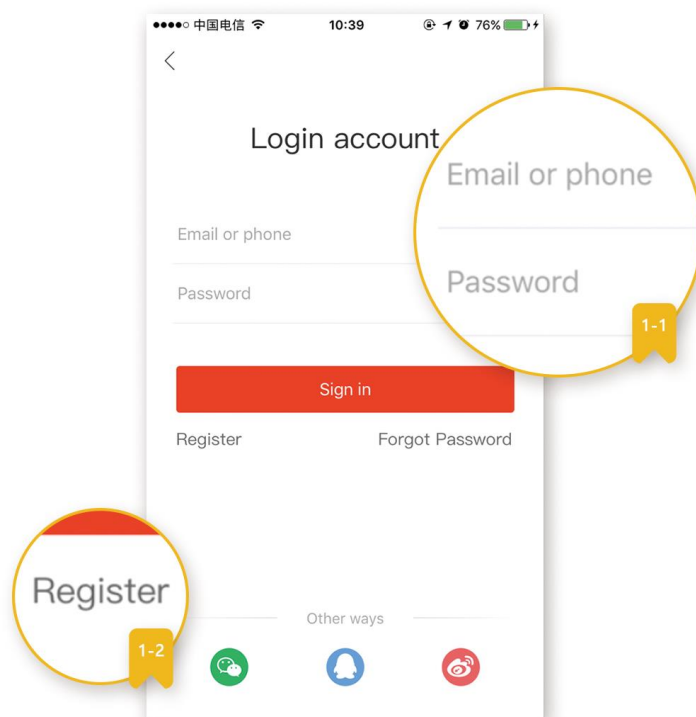 中国电信 10:39 76%
Login account
Email or phone
Email or phone
Password
Password
1-1
Sign in
Register Forgot Password
Register
Other ways
1-2